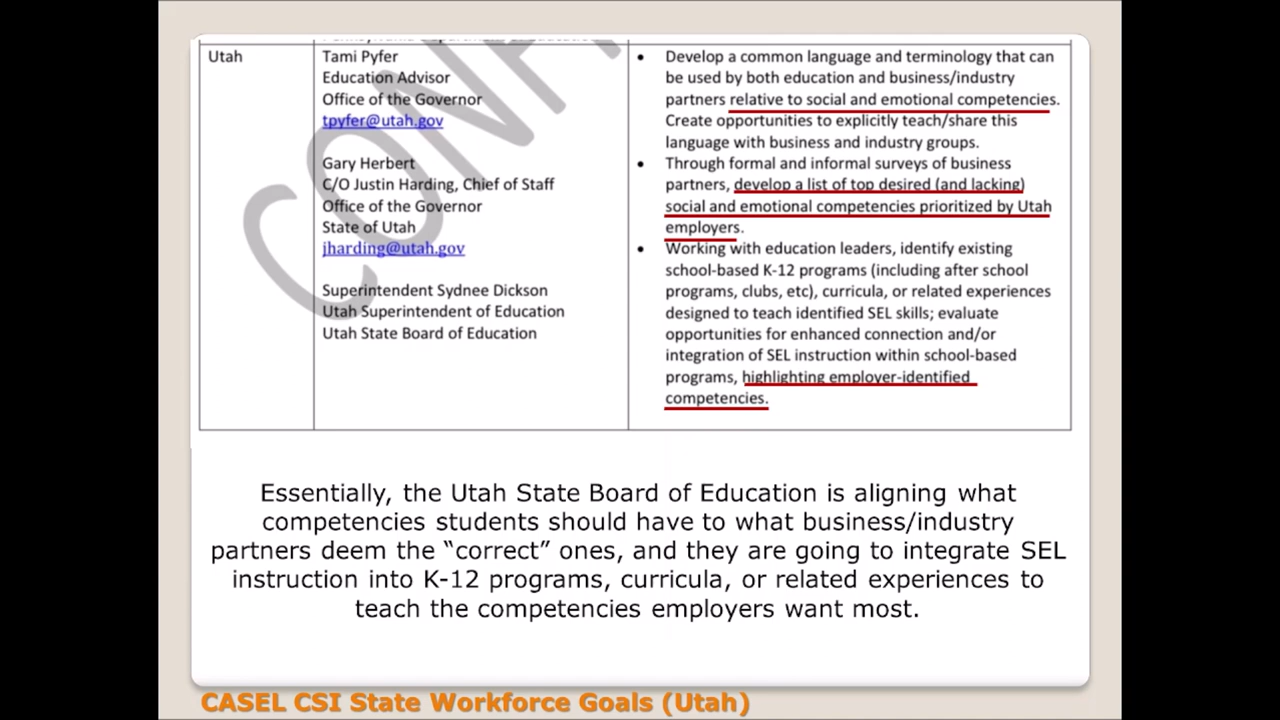 Utah
Tami Pyfer
Education Advisor
Office of the Governor
tpyfer@utah.gov
Gary Herbert
C/O Justin Harding, Chief of Staff
Office of the Governor
State of Utah
jharding@utah.gov
Superintendent Sydnee Dickson
Utah Superintendent of Education
Utah State Board of Education
• Develop a common language and terminology that can
be used by both education and business/industry
partners relative to social and emotional competencies.
Create opportunities to explicitly teach/share this
language with business and industry groups.
• Through formal and informal surveys of business
partners, develop a list of top desired (and lacking)
social and emotional competencies prioritized by Utah
employers.
• Working with education leaders, identify existing
school-based K-12 programs (including after school
programs, clubs, etc), curricula, or related experiences
designed to teach identified SEL skills; evaluate
opportunities for enhanced connection and/or
integration of SEL instruction within school-based
programs, highlighting employer-identified
competencies.
Essentially, the Utah State Board of Education is aligning what
competencies students should have to what business/industry
partners deem the “correct” ones, and they are going to integrate SEL
instruction into K-12 programs, curricula, or related experiences to
teach the competencies employers want most.
CASEL CSI State Workforce Goals (Utah)